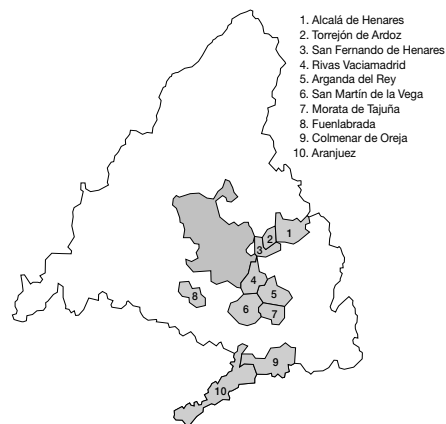 1. Alcalá de Henares
2. Torrejón de Ardoz
3. San Fernando de Henares
4. Rivas Vaciamadrid
5. Arganda del Rey
6. San Martín de la Vega
7. Morata de Tajuña
8. Fuenlabrada
9. Colmenar de Oreja
10. Aranjuez
1
2
3
4
5
8
6
7
9
10